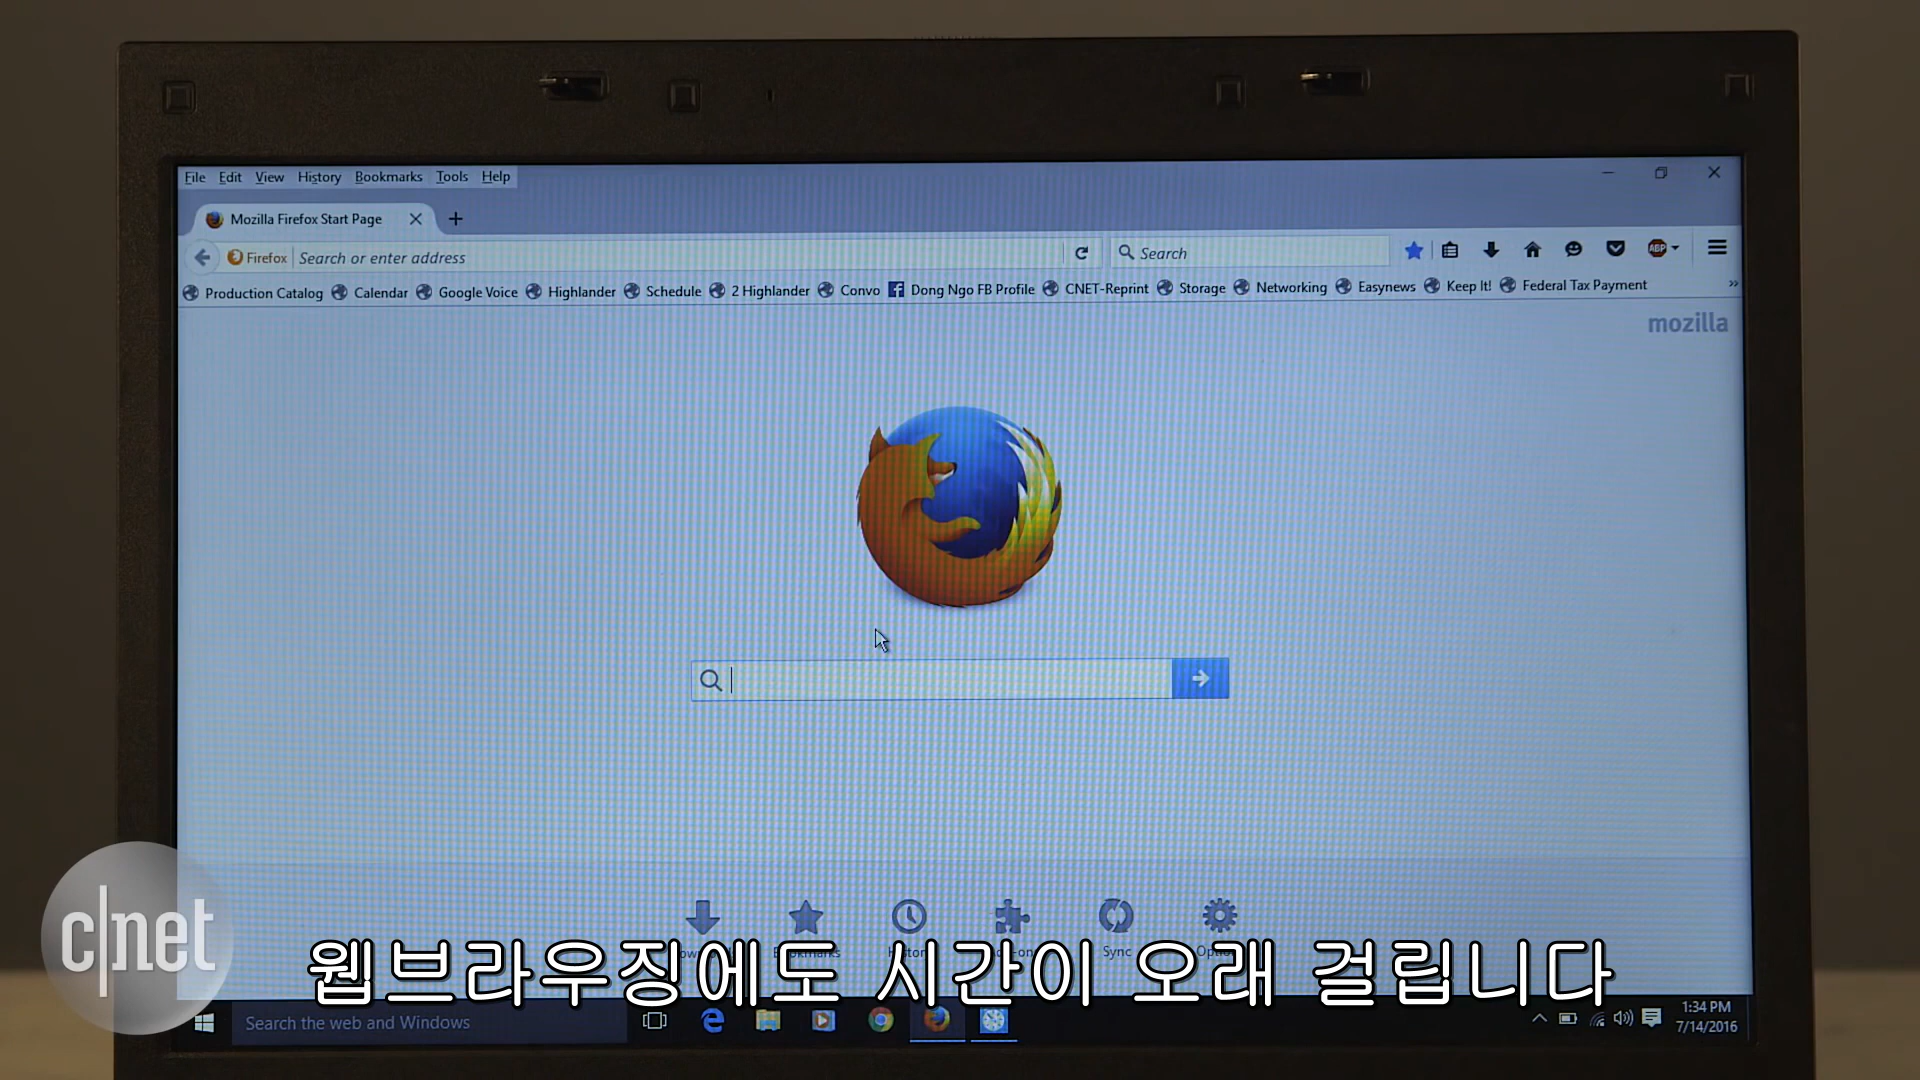 File Edit View History Bookmarks Tools Help
Mozilla Firefox Start Page
Firefox Search or enter address
Search
ABP
Production Catalog Calendar Google Voice Highlander Schedule 2 Highlander Convo Dong Ngo FB Profile CNET-Reprint Storage Networking Easynews Keep It! Federal Tax Payment
mozilla
Sync
웹브라우징에도 시간이 오래 걸립니다
c|net
Search the web and Windows
1:34 PM
7/14/2016